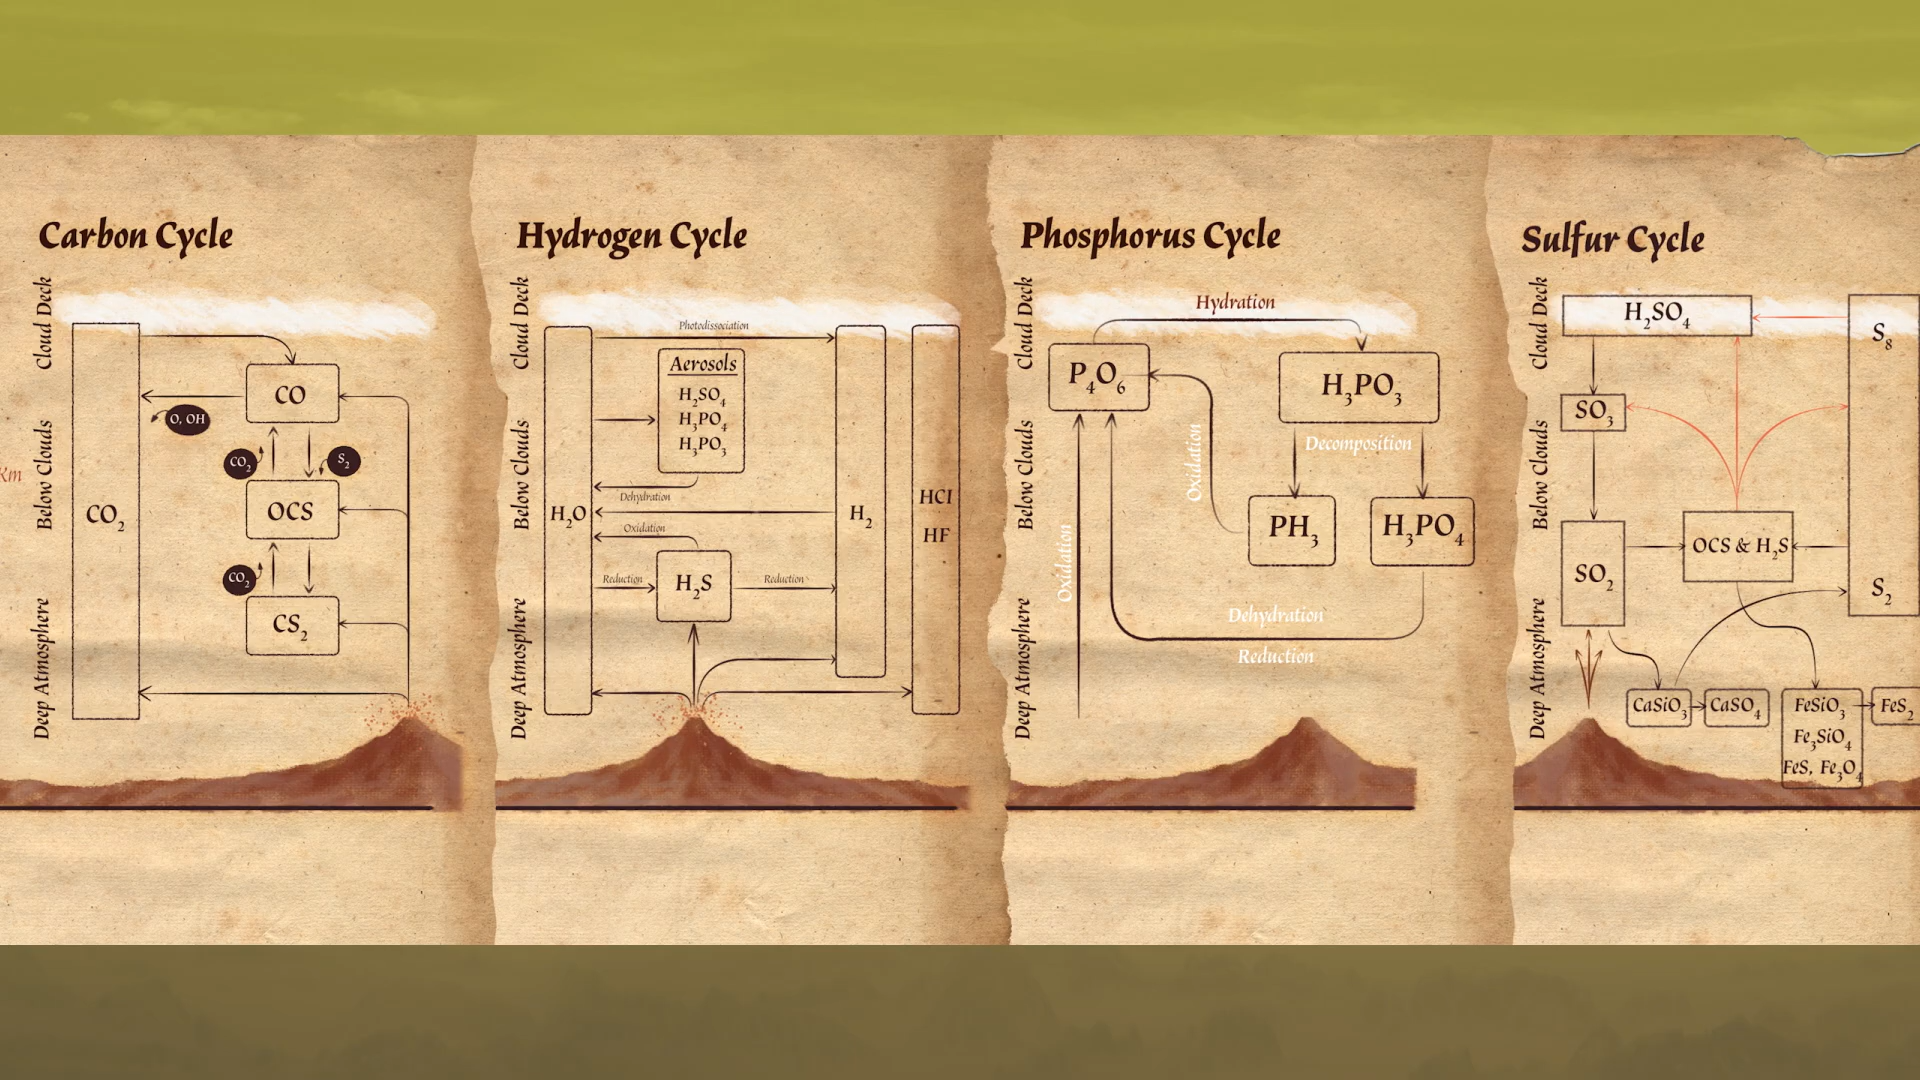 Carbon Cycle
Cloud Deck
Below Clouds
Deep Atmosphere
Km
CO₂
CO
O, OH
CO₂
S₂
OCS
CO₂
CS₂
Hydrogen Cycle
Cloud Deck
Below Clouds
Deep Atmosphere
Photodissociation
Aerosols
H₂SO₄
H₃PO₄
H₃PO₃
Dehydration
H₂O
Oxidation
Reduction
H₂S
Reduction
H₂
HCl
HF
Phosphorus Cycle
Cloud Deck
Below Clouds
Deep Atmosphere
Hydration
P₄O₆
H₃PO₃
Decomposition
Oxidation
PH₃
H₃PO₄
Oxidation
Dehydration
Reduction
Sulfur Cycle
Cloud Deck
Below Clouds
Deep Atmosphere
H₂SO₄
S₈
SO₃
OCS & H₂S
SO₂
S₂
CaSiO₃
CaSO₄
FeSiO₃
FeS₂
Fe₃SiO₄
FeS, Fe₃O₄